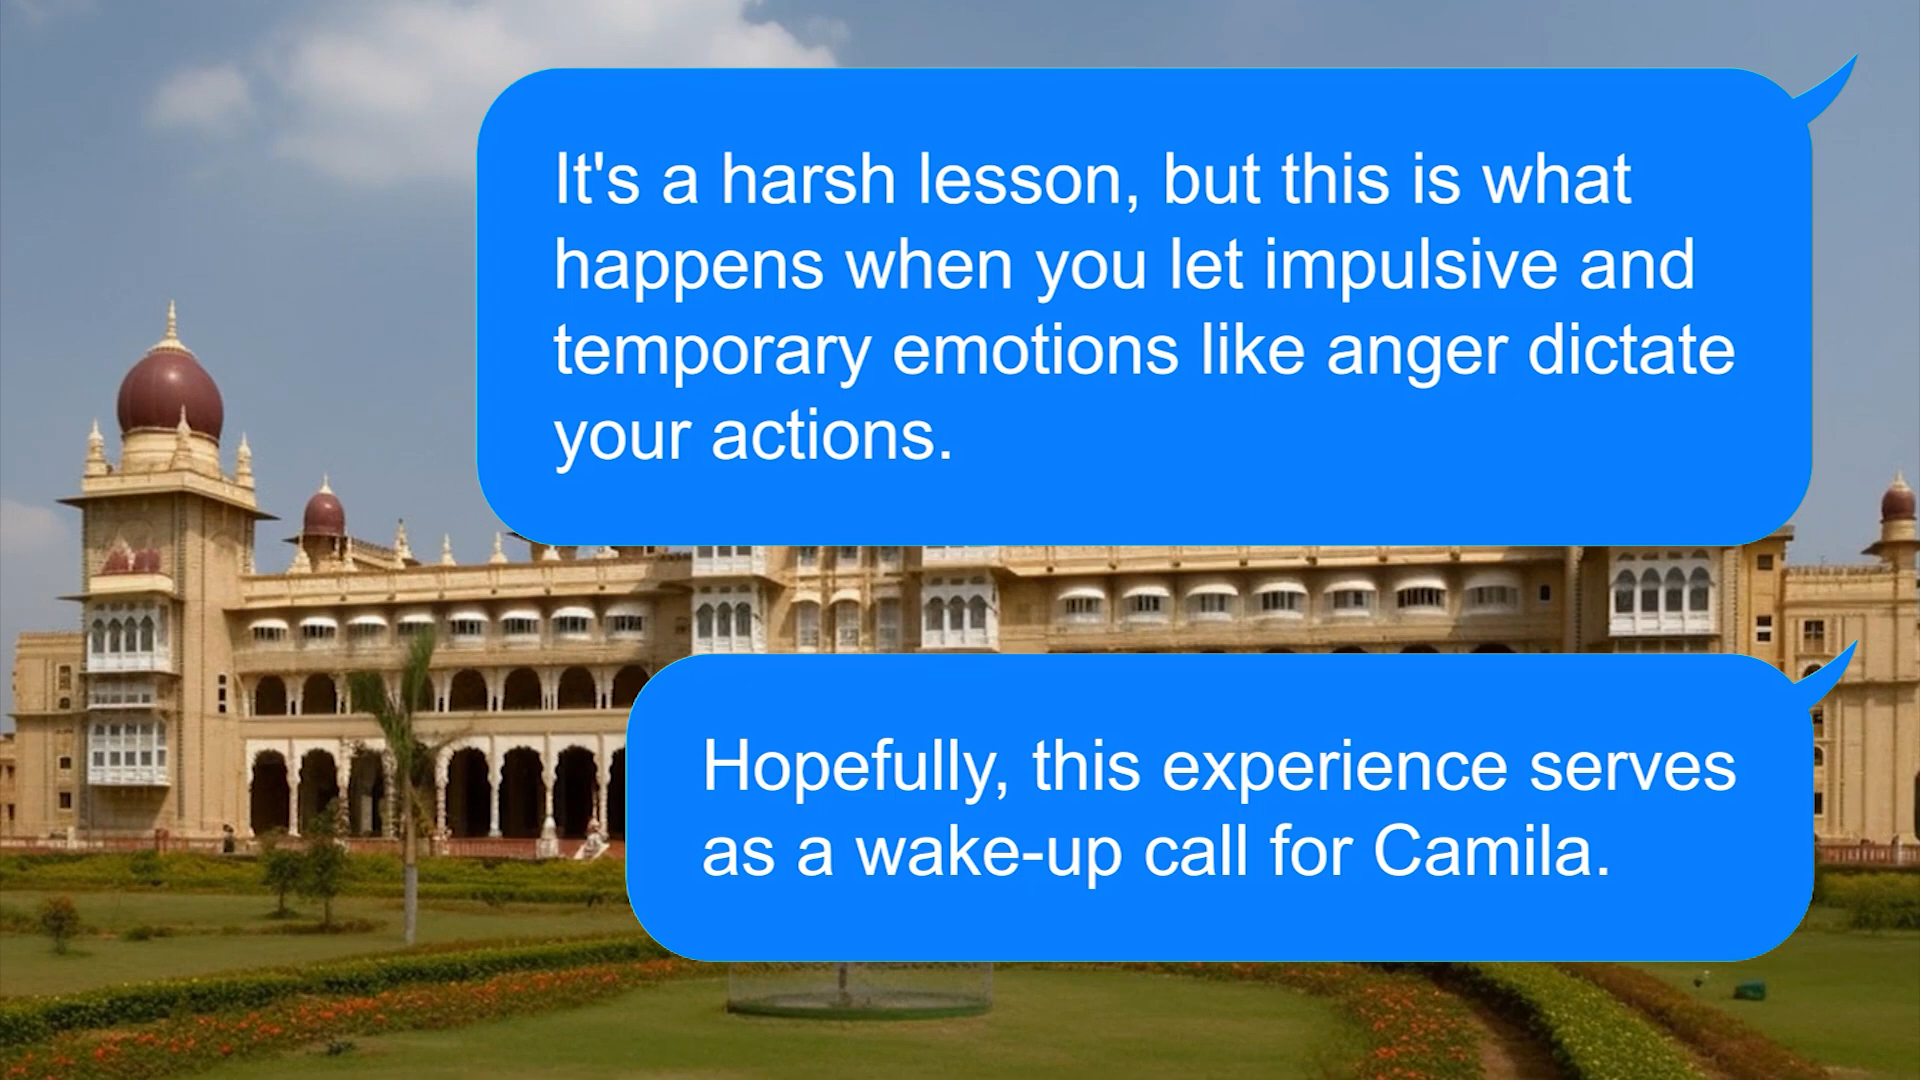 It's a harsh lesson, but this is what
happens when you let impulsive and
temporary emotions like anger dictate
your actions.
Hopefully, this experience serves
as a wake-up call for Camila.